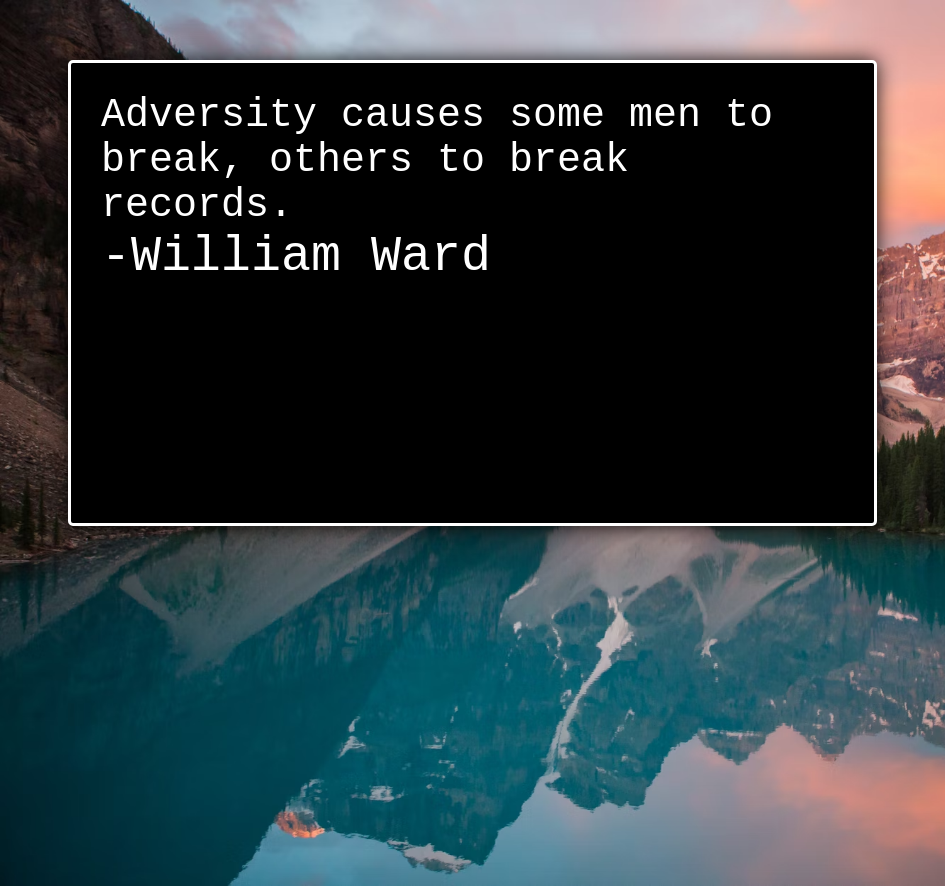 Adversity causes some men to
break, others to break
records.
-William Ward